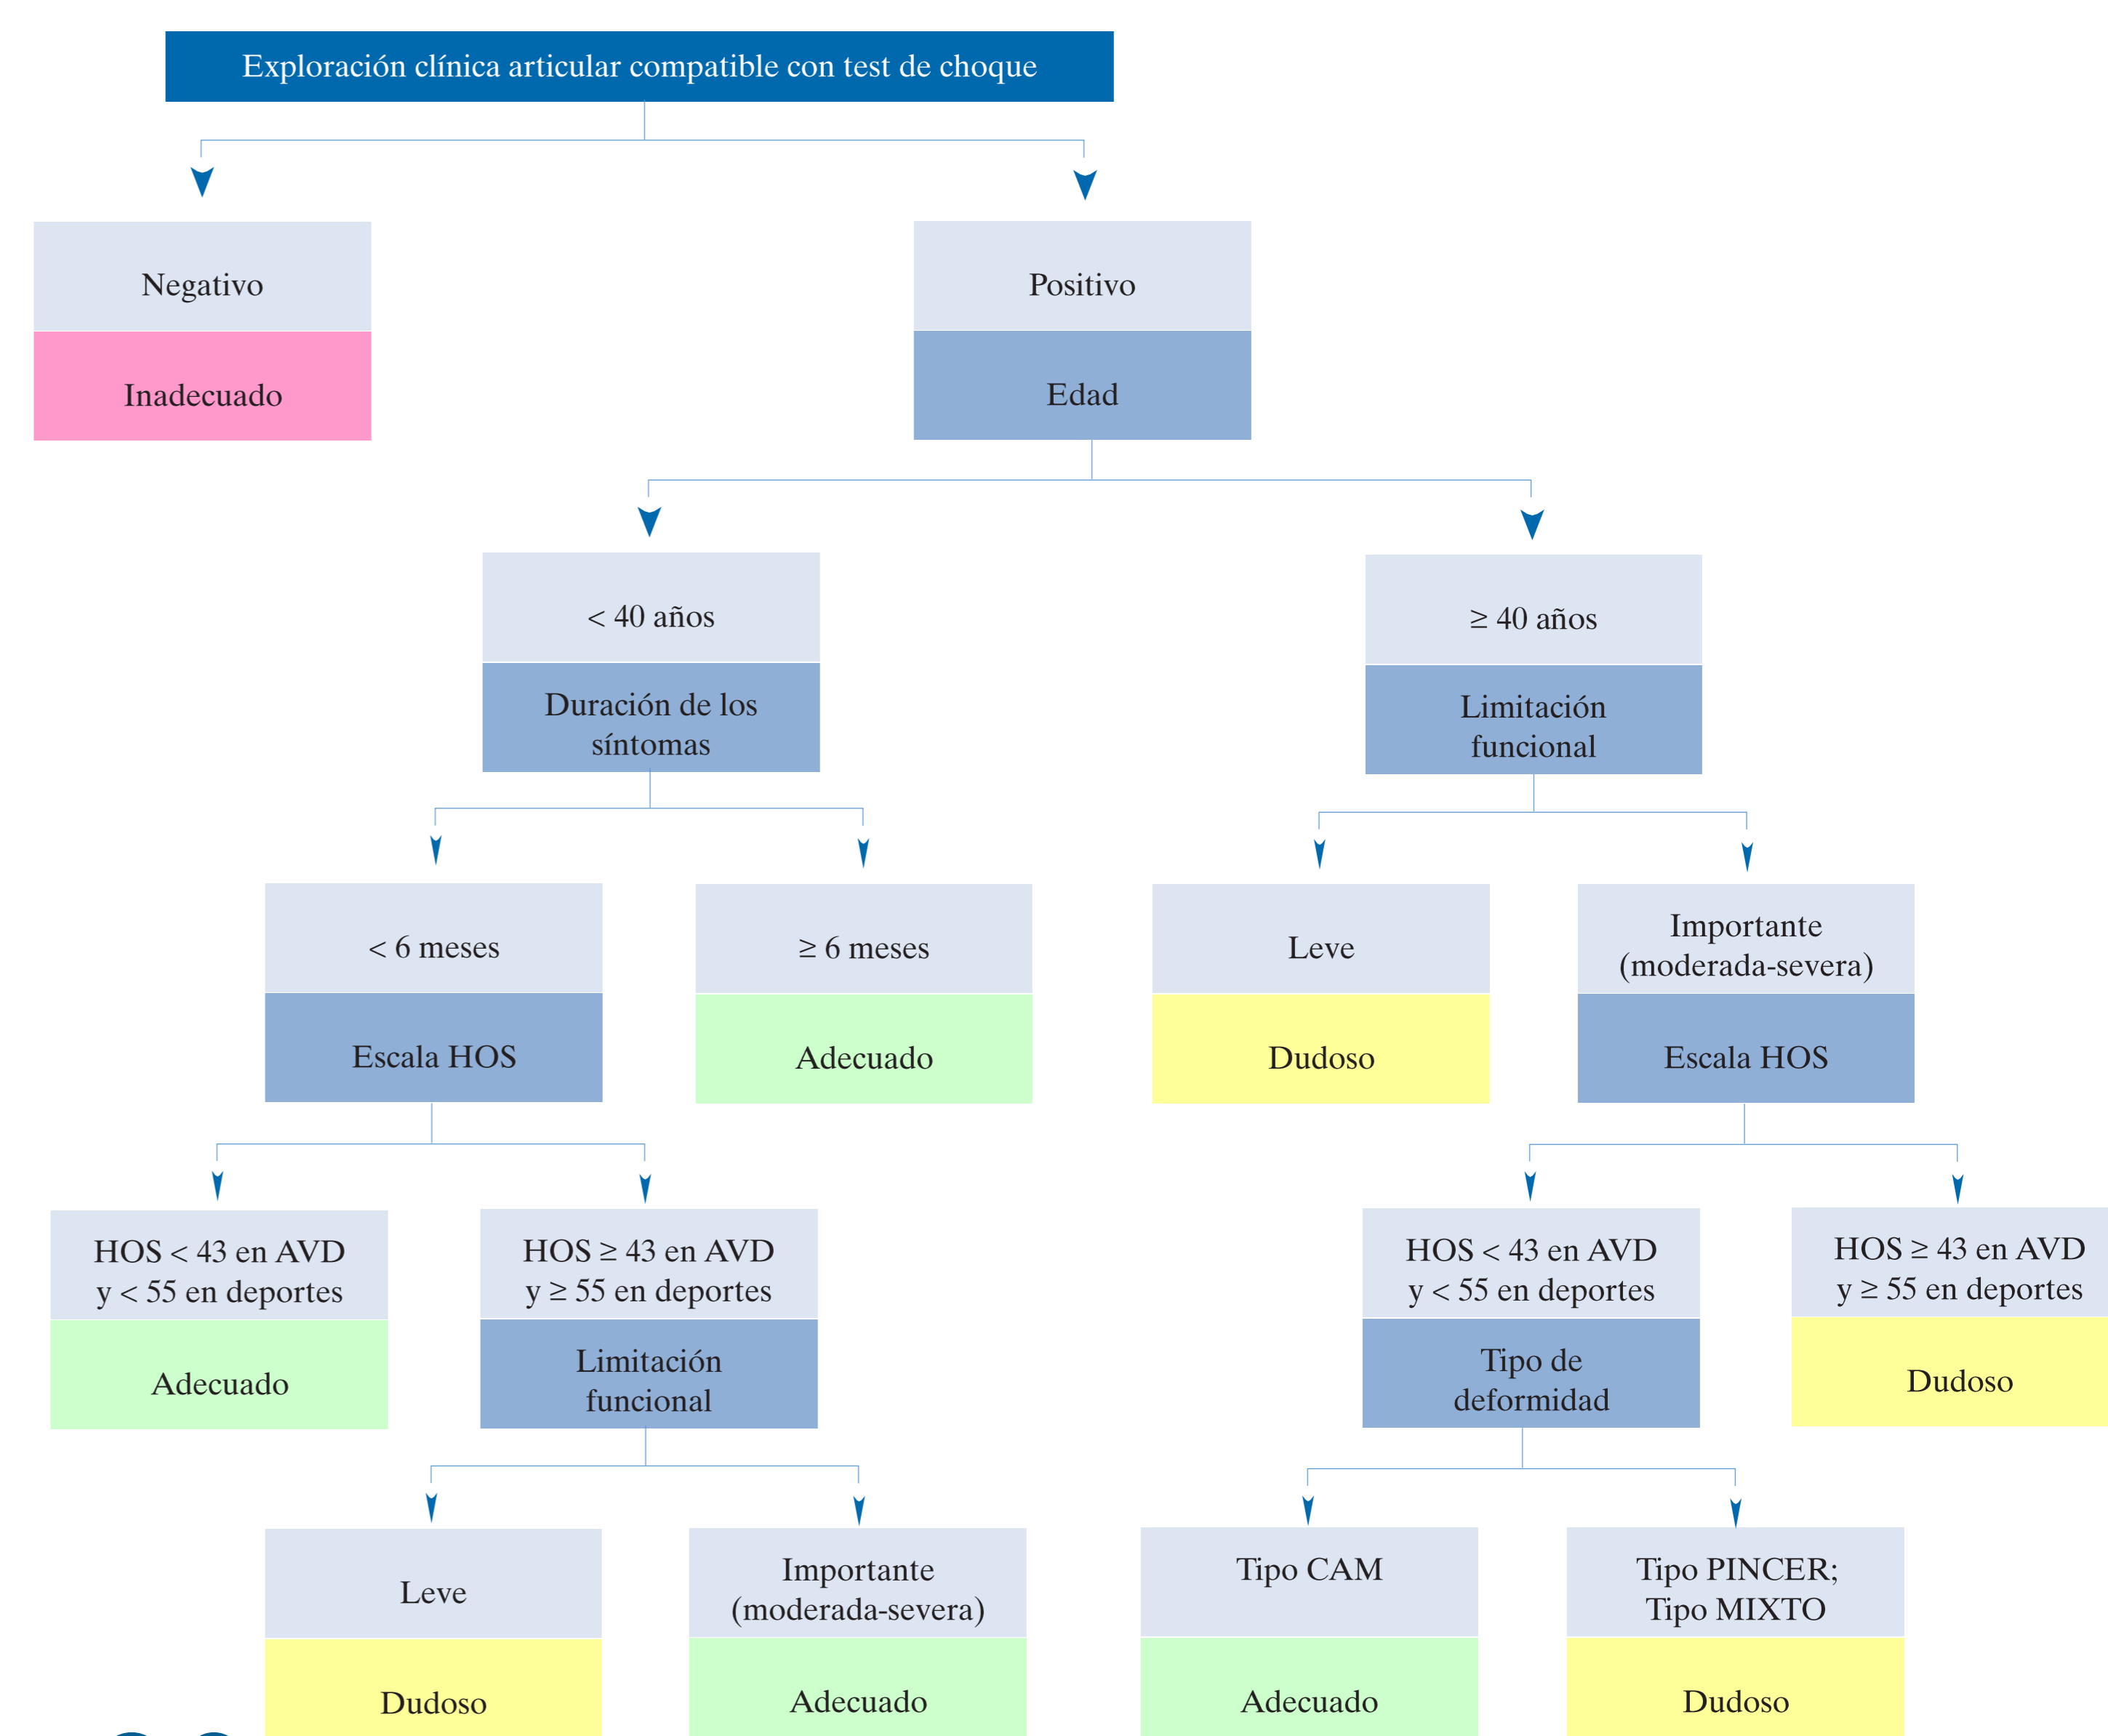 Exploración clínica articular compatible con test de choque
Negativo
Inadecuado
Positivo
Edad
< 40 años
Duración de los
síntomas
≥ 40 años
Limitación
funcional
< 6 meses
Escala HOS
≥ 6 meses
Adecuado
Leve
Dudoso
Importante
(moderada-severa)
Escala HOS
HOS < 43 en AVD
y < 55 en deportes
Adecuado
HOS ≥ 43 en AVD
y ≥ 55 en deportes
Limitación
funcional
HOS < 43 en AVD
y < 55 en deportes
Tipo de
deformidad
HOS ≥ 43 en AVD
y ≥ 55 en deportes
Dudoso
Leve
Dudoso
Importante
(moderada-severa)
Adecuado
Tipo CAM
Adecuado
Tipo PINCER;
Tipo MIXTO
Dudoso